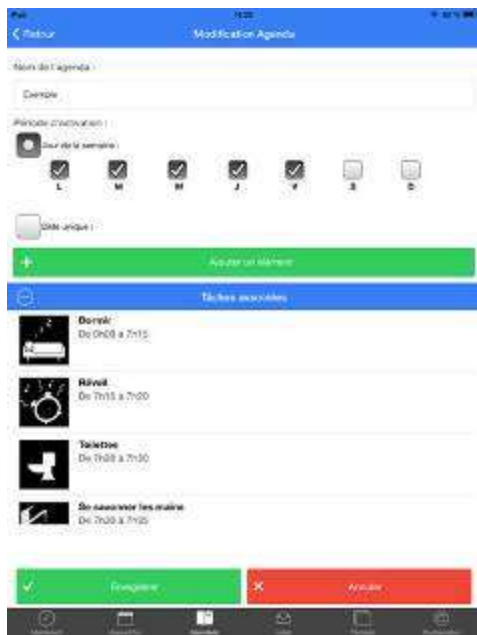 iPad
Retour
Modification Agenda
Nom de l'agenda :
Exemple
Période d'activation :
Jour de la semaine :
L M M J V S D
Date unique :
Ajouter un élément
Tâches associées
Dormir
De 0h00 à 7h15
Réveil
De 7h15 à 7h20
Toilettes
De 7h20 à 7h30
Se savonner les mains
Enregistrer
Annuler